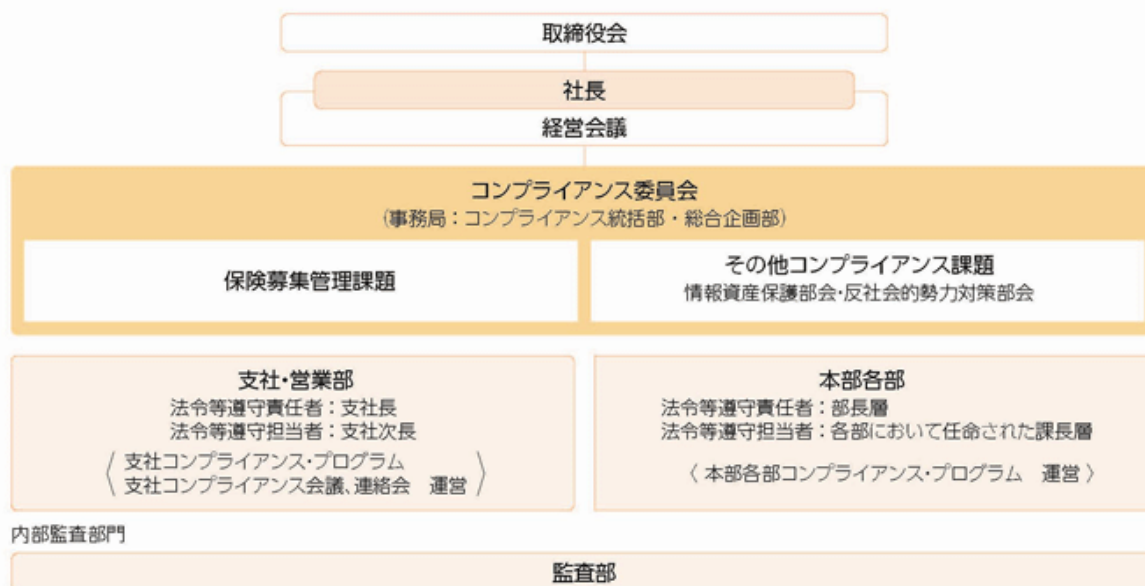 取締役会
社長
経営会議
コンプライアンス委員会
(事務局：コンプライアンス統括部・総合企画部)
保険募集管理課題
その他コンプライアンス課題
情報資産保護部会･反社会的勢力対策部会
支社･営業部
法令等遵守責任者：支社長
法令等遵守担当者：支社次長
支社コンプライアンス･プログラム
支社コンプライアンス会議､連絡会　運営
本部各部
法令等遵守責任者：部長層
法令等遵守担当者：各部において任命された課長層
〈 本部各部コンプライアンス･プログラム　運営 〉
内部監査部門
監査部